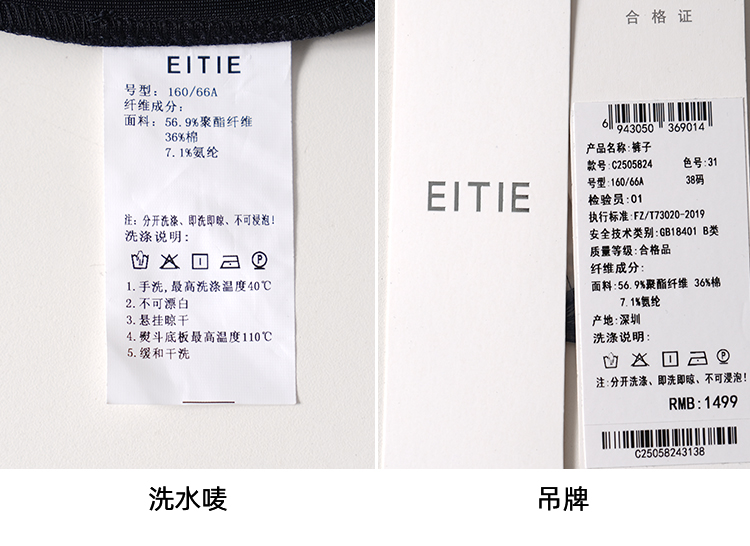 EITIE
号型: 160/66A
纤维成分:
面料: 56.9%聚酯纤维
36%棉
7.1%氨纶
注: 分开洗涤、即洗即晾、不可浸泡!
洗涤说明:
1.手洗,最高洗涤温度40℃
2.不可漂白
3.悬挂晾干
4.熨斗底板最高温度110℃
5.缓和干洗
洗水唛
EITIE
合格证
6 943050 369014
产品名称:裤子
款号:C2505824 色号:31
号型:160/66A 38码
检验员:01
执行标准:FZ/T73020-2019
安全技术类别:GB18401 B类
质量等级:合格品
纤维成分:
面料:56.9%聚酯纤维 36%棉
7.1%氨纶
产地:深圳
洗涤说明:
注:分开洗涤、即洗即晾、不可浸泡!
RMB:1499
C25058243138
吊牌